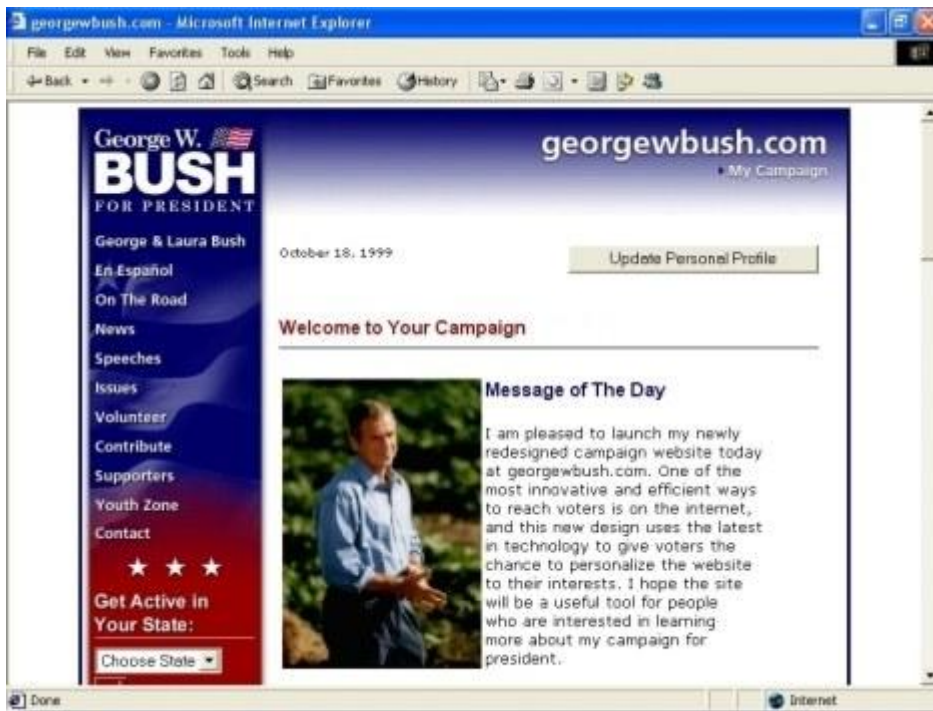 georgewbush.com - Microsoft Internet Explorer
File Edit View Favorites Tools Help
Back Search Favorites History
George W.
BUSH
FOR PRESIDENT
georgewbush.com
My Campaign
George & Laura Bush
En Español
On The Road
News
Speeches
Issues
Volunteer
Contribute
Supporters
Youth Zone
Contact
Get Active in
Your State:
Choose State
October 18, 1999
Update Personal Profile
Welcome to Your Campaign
Message of The Day
I am pleased to launch my newly
redesigned campaign website today
at georgewbush.com. One of the
most innovative and efficient ways
to reach voters is on the internet,
and this new design uses the latest
in technology to give voters the
chance to personalize the website
to their interests. I hope the site
will be a useful tool for people
who are interested in learning
more about my campaign for
president.
Done
Internet